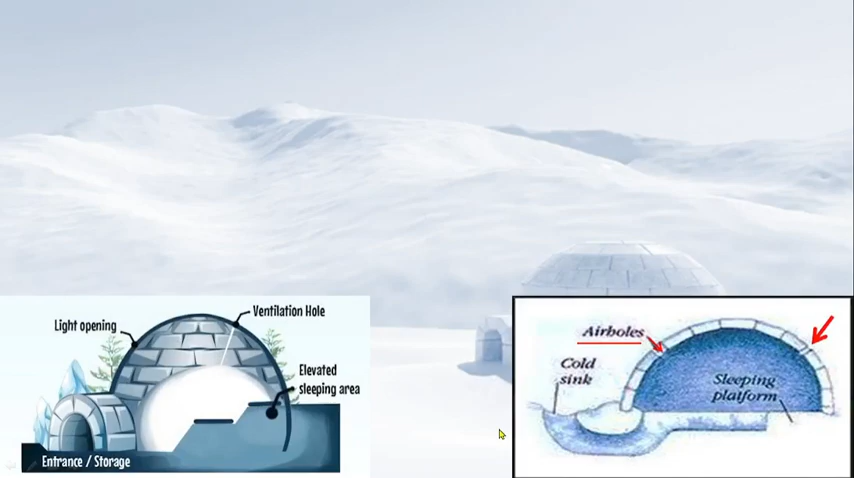 Light opening
Ventilation Hole
Elevated
sleeping area
Entrance / Storage
Airholes
Cold
sink
Sleeping
platform